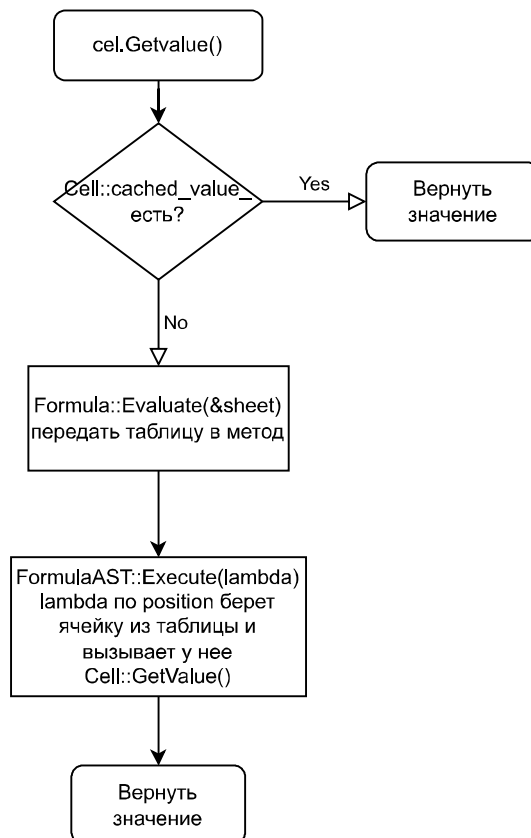 cel.Getvalue()
Cell::cached_value_
есть?
Yes
Вернуть
значение
No
Formula::Evaluate(&sheet)
передать таблицу в метод
FormulaAST::Execute(lambda)
lambda по position берет
ячейку из таблицы и
вызывает у нее
Cell::GetValue()
Вернуть
значение